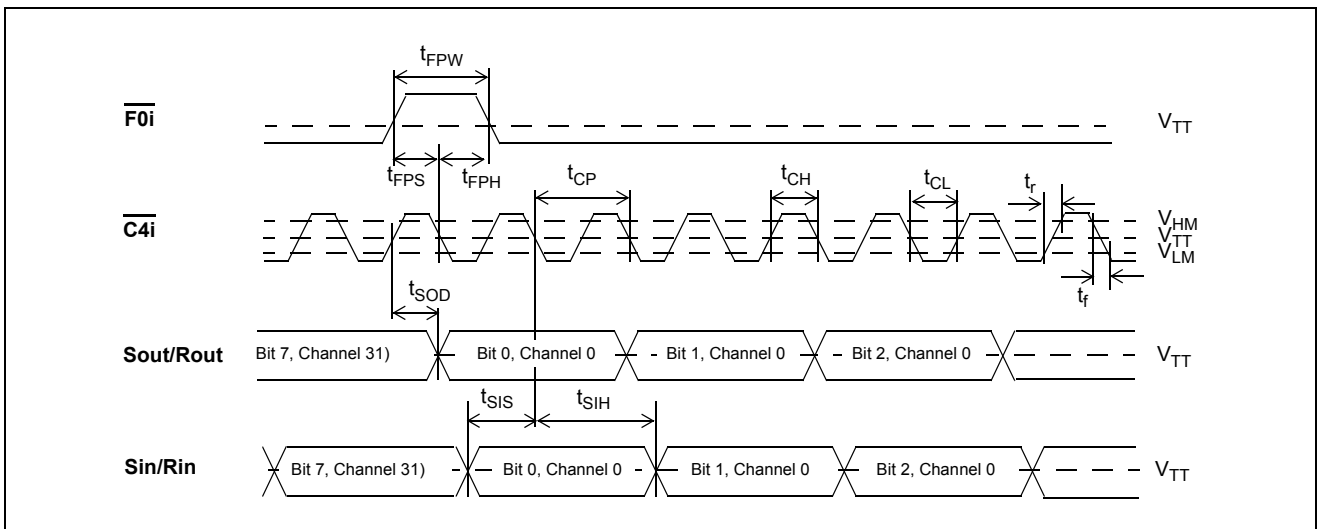 tFPW
F0i
VTT
tFPS
tFPH
tCP
tCH
tCL
tr
C4i
VHM
VTT
VLM
tSOD
tf
Sout/Rout
Bit 7, Channel 31)
Bit 0, Channel 0
Bit 1, Channel 0
Bit 2, Channel 0
VTT
tSIS
tSIH
Sin/Rin
Bit 7, Channel 31)
Bit 0, Channel 0
Bit 1, Channel 0
Bit 2, Channel 0
VTT